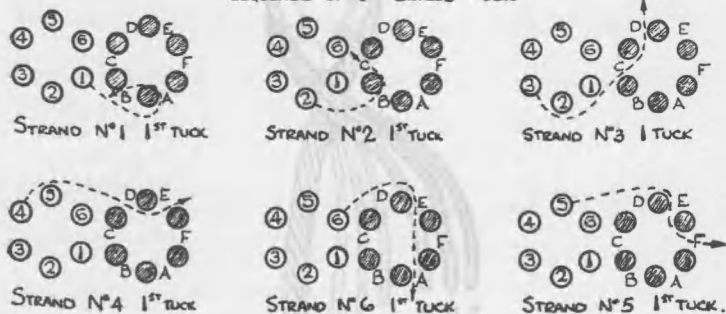 5 D E
4 6
C F
3 1
2 B A
STRAND Nº1 1ST TUCK
5 D E
4 6
C F
3 1
2 B A
STRAND Nº2 1ST TUCK
5 D E
4 6
C F
3 1
2 B A
STRAND Nº3 1 TUCK
5 D E
4 6
C F
3 1
2 B A
STRAND Nº4 1ST TUCK
5 D E
4 6
C F
3 1
2 B A
STRAND Nº6 1ST TUCK
5 D E
4 6
C F
3 1
2 B A
STRAND Nº5 1ST TUCK